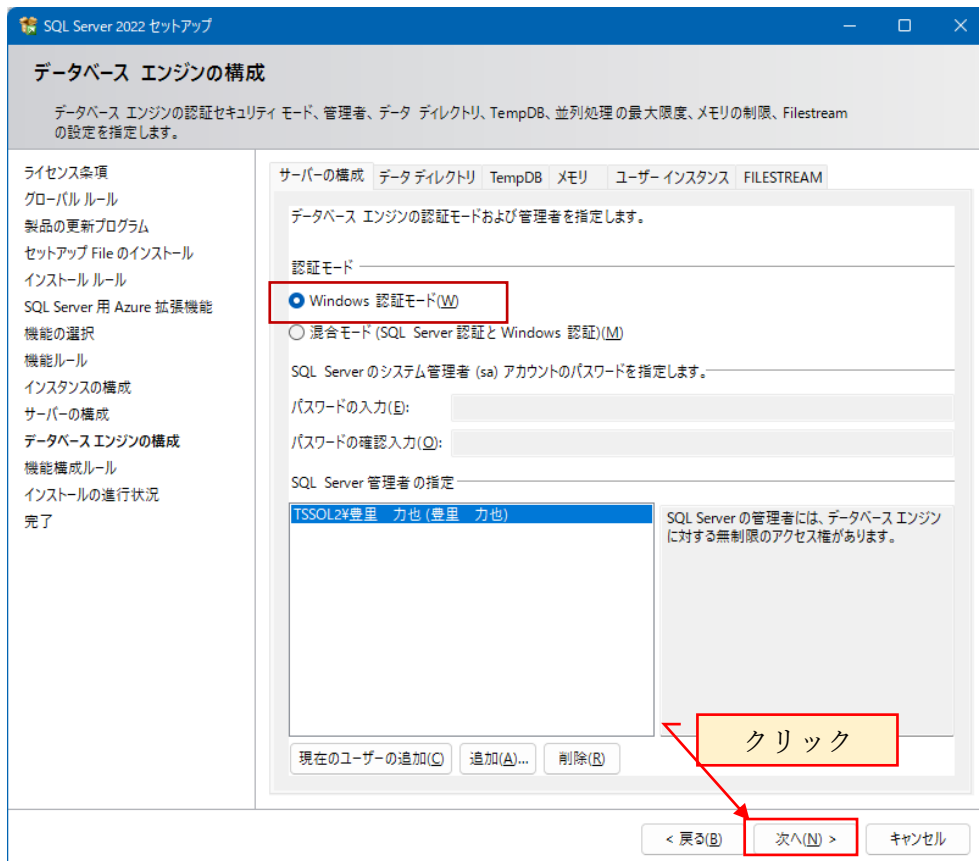 SQL Server 2022 セットアップ
データベース エンジンの構成
データベース エンジンの認証セキュリティ モード、管理者、データ ディレクトリ、TempDB、並列処理の最大限度、メモリの制限、Filestream
の設定を指定します。
ライセンス条項
グローバル ルール
製品の更新プログラム
セットアップ File のインストール
インストール ルール
SQL Server 用 Azure 拡張機能
機能の選択
機能ルール
インスタンスの構成
サーバーの構成
データベース エンジンの構成
機能構成ルール
インストールの進行状況
完了
サーバーの構成 データ ディレクトリ TempDB メモリ ユーザー インスタンス FILESTREAM
データベース エンジンの認証モードおよび管理者を指定します。
認証モード
Windows 認証モード(W)
混合モード (SQL Server 認証と Windows 認証)(M)
SQL Server のシステム管理者 (sa) アカウントのパスワードを指定します。
パスワードの入力(E):
パスワードの確認入力(O):
SQL Server 管理者 の指定
TSSOL2¥豊里 力也 (豊里 力也)
SQL Server の管理者には、データベース エンジン
に対する無制限のアクセス権があります。
クリック
現在のユーザーの追加(C) 追加(A)... 削除(R)
< 戻る(B) 次へ(N) > キャンセル